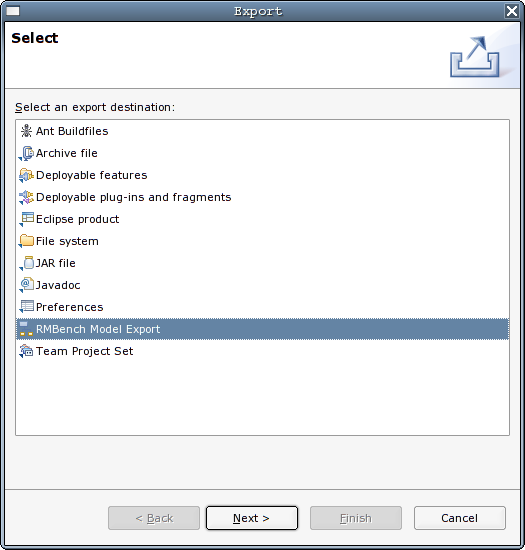 Export
Select
Select an export destination:
Ant Buildfiles
Archive file
Deployable features
Deployable plug-ins and fragments
Eclipse product
File system
JAR file
Javadoc
Preferences
RMBench Model Export
Team Project Set
< Back Next > Finish Cancel